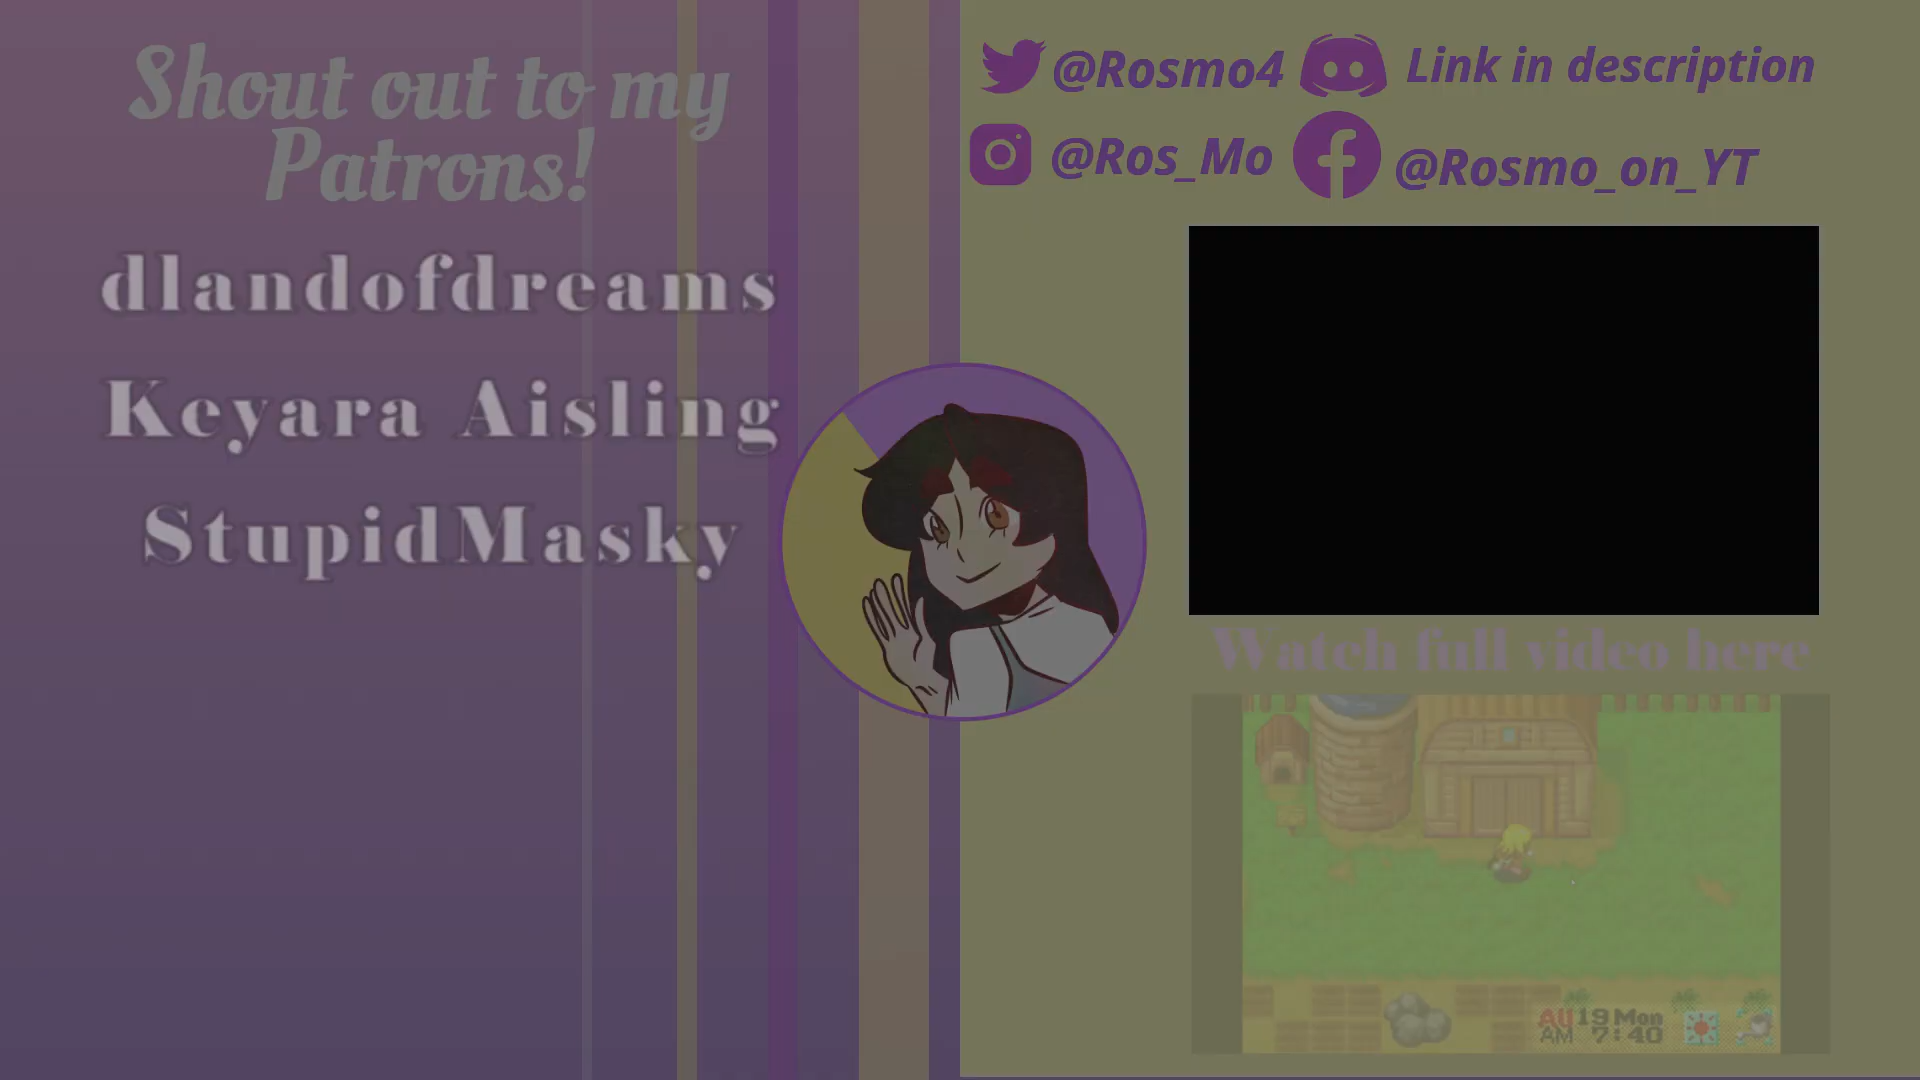 Shout out to my
Patrons!
dlandofdreams
Keyara Aisling
StupidMasky
@Rosmo4
Link in description
@Ros_Mo
@Rosmo_on_YT
Watch full video here
AU 19 Mon
AM 7:40